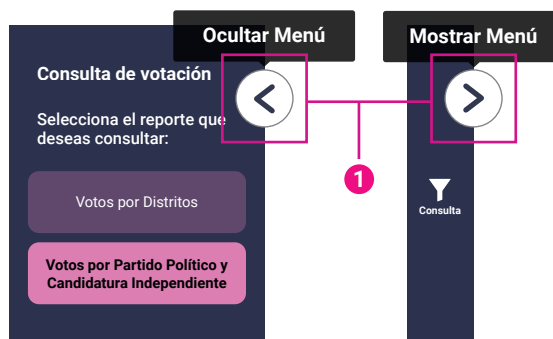 Ocultar Menú
Mostrar Menú
Consulta de votación
Selecciona el reporte que
deseas consultar:
1
Votos por Distritos
Consulta
Votos por Partido Político y
Candidatura Independiente